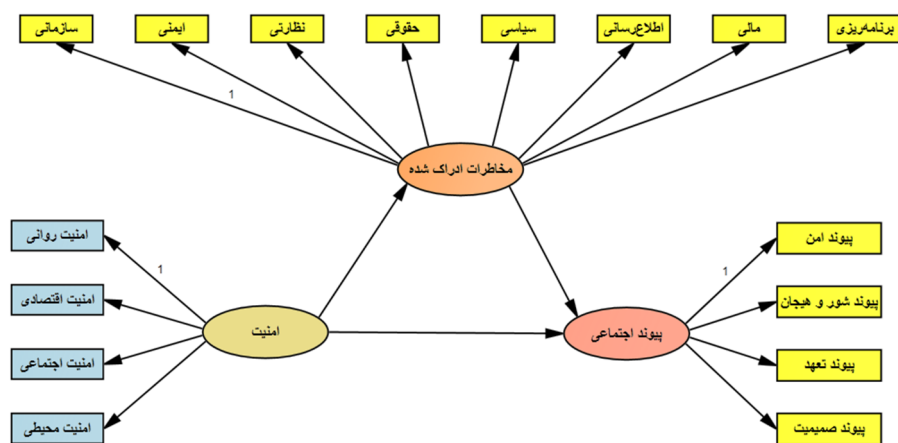 برنامه‌ریزی
مالی
اطلاع‌رسانی
سیاسی
حقوقی
نظارتی
ایمنی
سازمانی
1
مخاطرات ادراک شده
پیوند امن
1
پیوند شور و هیجان
پیوند تعهد
پیوند صمیمیت
پیوند اجتماعی
امنیت
1
امنیت روانی
امنیت اقتصادی
امنیت اجتماعی
امنیت محیطی